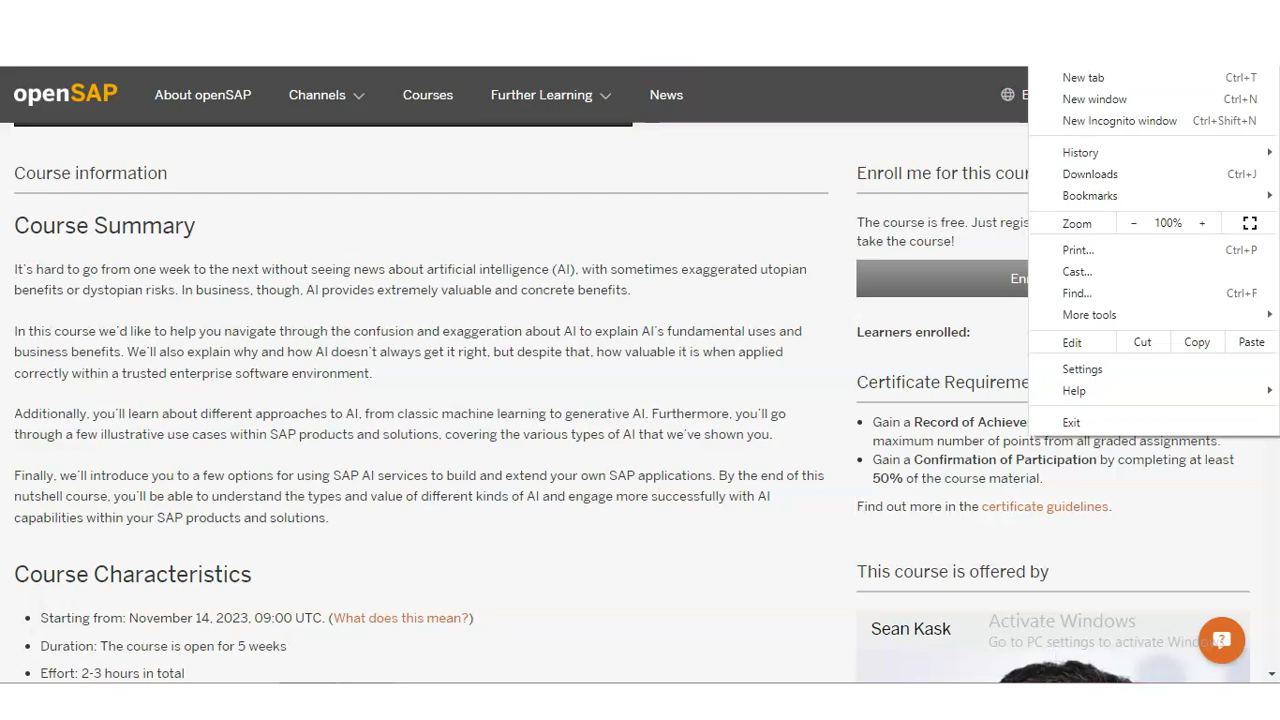 openSAP
About openSAP
Channels
Courses
Further Learning
News
Course information
Course Summary
It's hard to go from one week to the next without seeing news about artificial intelligence (AI), with sometimes exaggerated utopian
benefits or dystopian risks. In business, though, AI provides extremely valuable and concrete benefits.
In this course we'd like to help you navigate through the confusion and exaggeration about AI to explain AI's fundamental uses and
business benefits. We'll also explain why and how AI doesn't always get it right, but despite that, how valuable it is when applied
correctly within a trusted enterprise software environment.
Additionally, you'll learn about different approaches to AI, from classic machine learning to generative AI. Furthermore, you'll go
through a few illustrative use cases within SAP products and solutions, covering the various types of AI that we've shown you.
Finally, we'll introduce you to a few options for using SAP AI services to build and extend your own SAP applications. By the end of this
nutshell course, you'll be able to understand the types and value of different kinds of AI and engage more successfully with AI
capabilities within your SAP products and solutions.
Course Characteristics
Starting from: November 14, 2023, 09:00 UTC. (What does this mean?)
Duration: The course is open for 5 weeks
Effort: 2-3 hours in total
Enroll me for this cour
The course is free. Just regis
take the course!
En
Learners enrolled:
Certificate Requireme
Gain a Record of Achieve
maximum number of points from all graded assignments.
Gain a Confirmation of Participation by completing at least
50% of the course material.
Find out more in the certificate guidelines.
This course is offered by
Sean Kask
Activate Windows
Go to PC settings to activate Windows.
New tab Ctrl+T
New window Ctrl+N
New Incognito window Ctrl+Shift+N
History
Downloads Ctrl+J
Bookmarks
Zoom – 100% +
Print... Ctrl+P
Cast...
Find... Ctrl+F
More tools
Edit Cut Copy Paste
Settings
Help
Exit